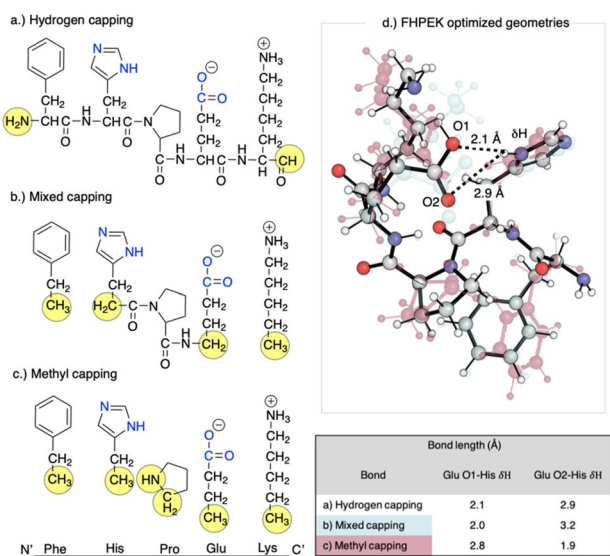 a.) Hydrogen capping
H₂N
CH₂
H
N
O
N
NH
CH₂
C
O
N
C
O
H
N
O⊖
C=O
CH₂
CH₂
C
O
H
N
⊕
NH₃
CH₂
CH₂
CH₂
CH₂
C
H
CH
O
b.) Mixed capping
CH₂
CH₃
N
NH
H₂C
C
O
N
C
O
H
N
O⊖
C=O
CH₂
CH₂
CH₂
⊕
NH₃
CH₂
CH₂
CH₂
CH₂
CH₃
c.) Methyl capping
CH₂
CH₃
N
NH
CH₂
CH₃
HN
C
H₂
O⊖
C=O
CH₂
CH₂
CH₃
⊕
NH₃
CH₂
CH₂
CH₂
CH₂
CH₃
N' Phe His Pro Glu Lys C'
d.) FHPEK optimized geometries
O1
2.1 Å
δH
O2
2.9 Å
Bond length (Å)
Bond Glu O1-His δH Glu O2-His δH
a) Hydrogen capping 2.1 2.9
b) Mixed capping 2.0 3.2
c) Methyl capping 2.8 1.9